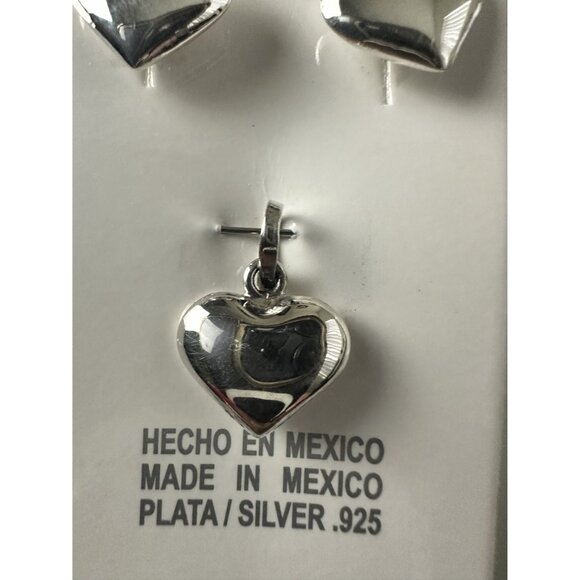 HECHO EN MEXICO
MADE IN MEXICO
PLATA / SILVER .925